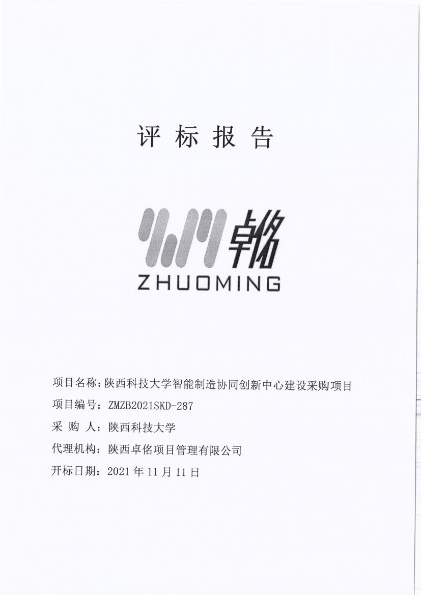 评标报告
卓佲
ZHUOMING
项目名称：陕西科技大学智能制造协同创新中心建设采购项目
项目编号：ZMZB2021SKD-287
采 购 人：陕西科技大学
代理机构：陕西卓佲项目管理有限公司
开标日期：2021 年 11 月 11 日